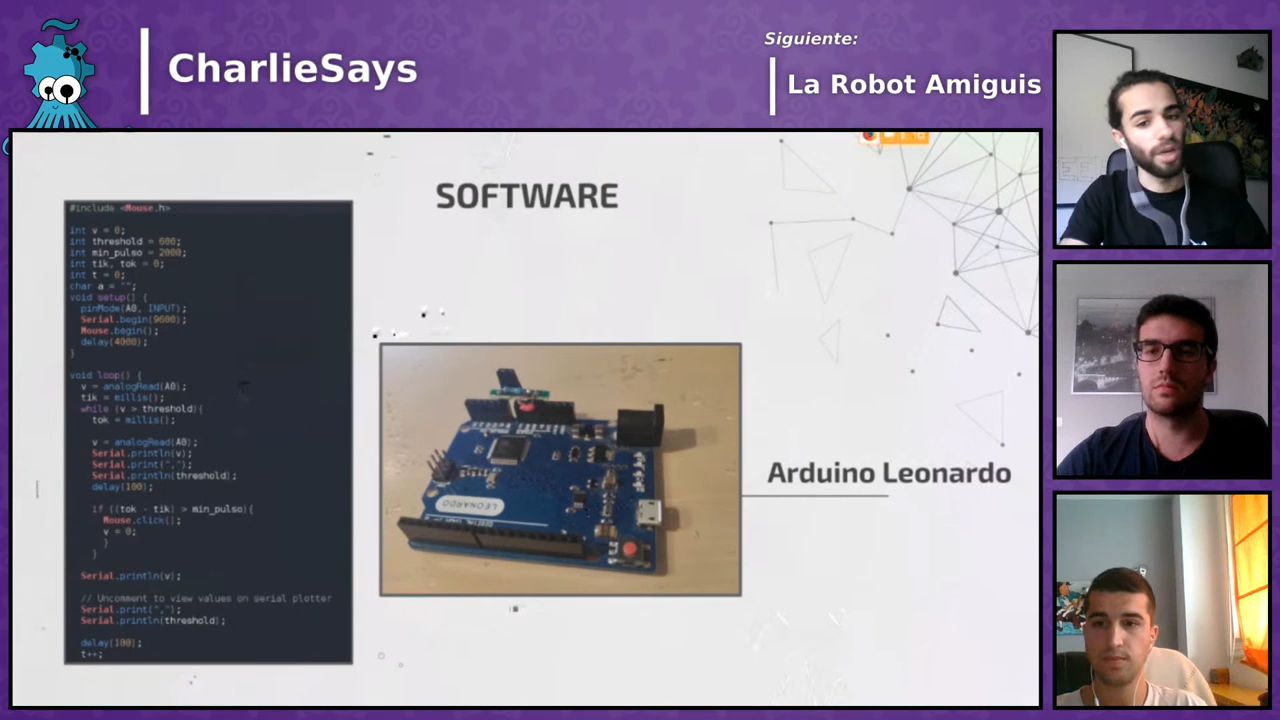 CharlieSays
Siguiente:
La Robot Amiguis
SOFTWARE
#include <Mouse.h>
int v = 0;
int threshold = 600;
int min_pulso = 2000;
int tik, tok = 0;
int t = 0;
char a = "";
void setup() {
pinMode(A0, INPUT);
Serial.begin(9600);
Mouse.begin();
delay(4000);
}
void loop() {
v = analogRead(A0);
tik = millis();
while (v > threshold){
tok = millis();
v = analogRead(A0);
Serial.println(v);
Serial.print(",");
Serial.println(threshold);
delay(100);
if ((tok - tik) > min_pulso){
Mouse.click();
v = 0;
}
}
Serial.println(v);
// Uncomment to view values on serial plotter
Serial.print(",");
Serial.println(threshold);
delay(100);
t++;
LEONARDO
Arduino Leonardo